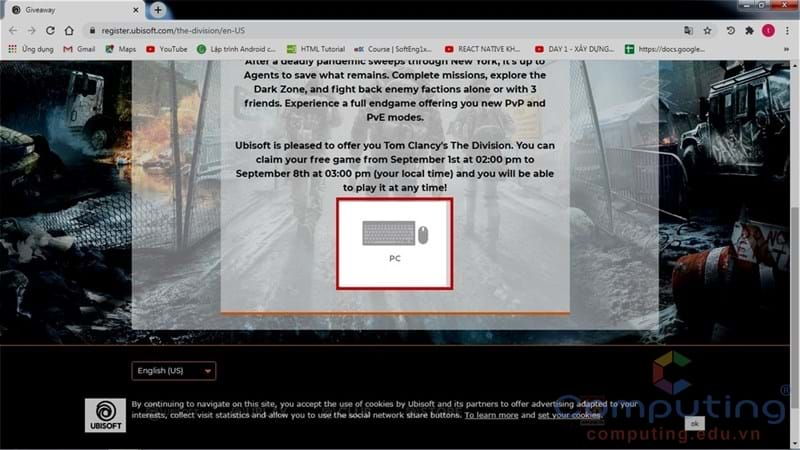 Giveaway
register.ubisoft.com/the-division/en-US
Ứng dụng Gmail Maps YouTube Lập trình Android c... HTML Tutorial Course | SoftEng1x... REACT NATIVE KH... DAY 1 - XÂY DỰNG... https://docs.google...
After a deadly pandemic sweeps through New York, it's up to
Agents to save what remains. Complete missions, explore the
Dark Zone, and fight back enemy factions alone or with 3
friends. Experience a full endgame offering you new PvP and
PvE modes.
Ubisoft is pleased to offer you Tom Clancy's The Division. You can
claim your free game from September 1st at 02:00 pm to
September 8th at 03:00 pm (your local time) and you will be able
to play it at any time!
PC
English (US)
By continuing to navigate on this site, you accept the use of cookies by Ubisoft and its partners to offer advertising adapted to your
interests, collect visit statistics and allow you to use the social network share buttons. To learn more and set your cookies.
UBISOFT
ok
Computing®
computing.edu.vn